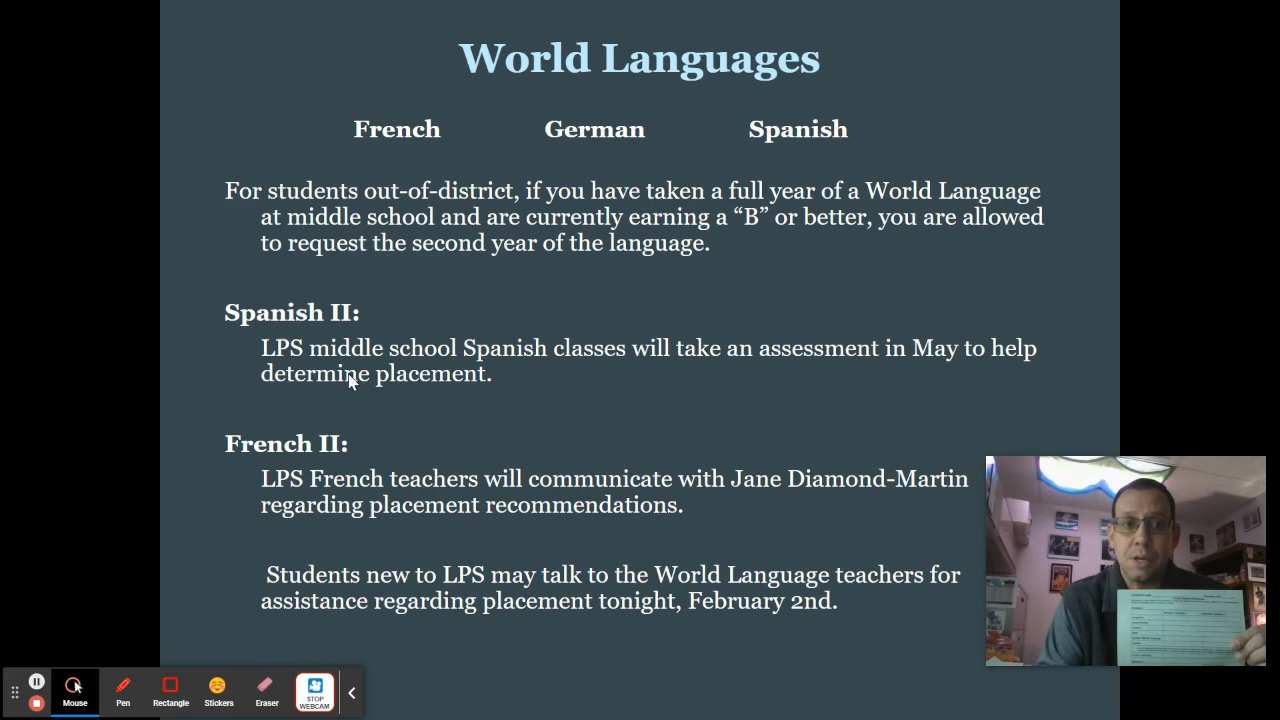 World Languages
French German Spanish
For students out-of-district, if you have taken a full year of a World Language
at middle school and are currently earning a “B” or better, you are allowed
to request the second year of the language.
Spanish II:
LPS middle school Spanish classes will take an assessment in May to help
determine placement.
French II:
LPS French teachers will communicate with Jane Diamond-Martin
regarding placement recommendations.
Students new to LPS may talk to the World Language teachers for
assistance regarding placement tonight, February 2nd.
Mouse Pen Rectangle Stickers Eraser STOP
WEBCAM